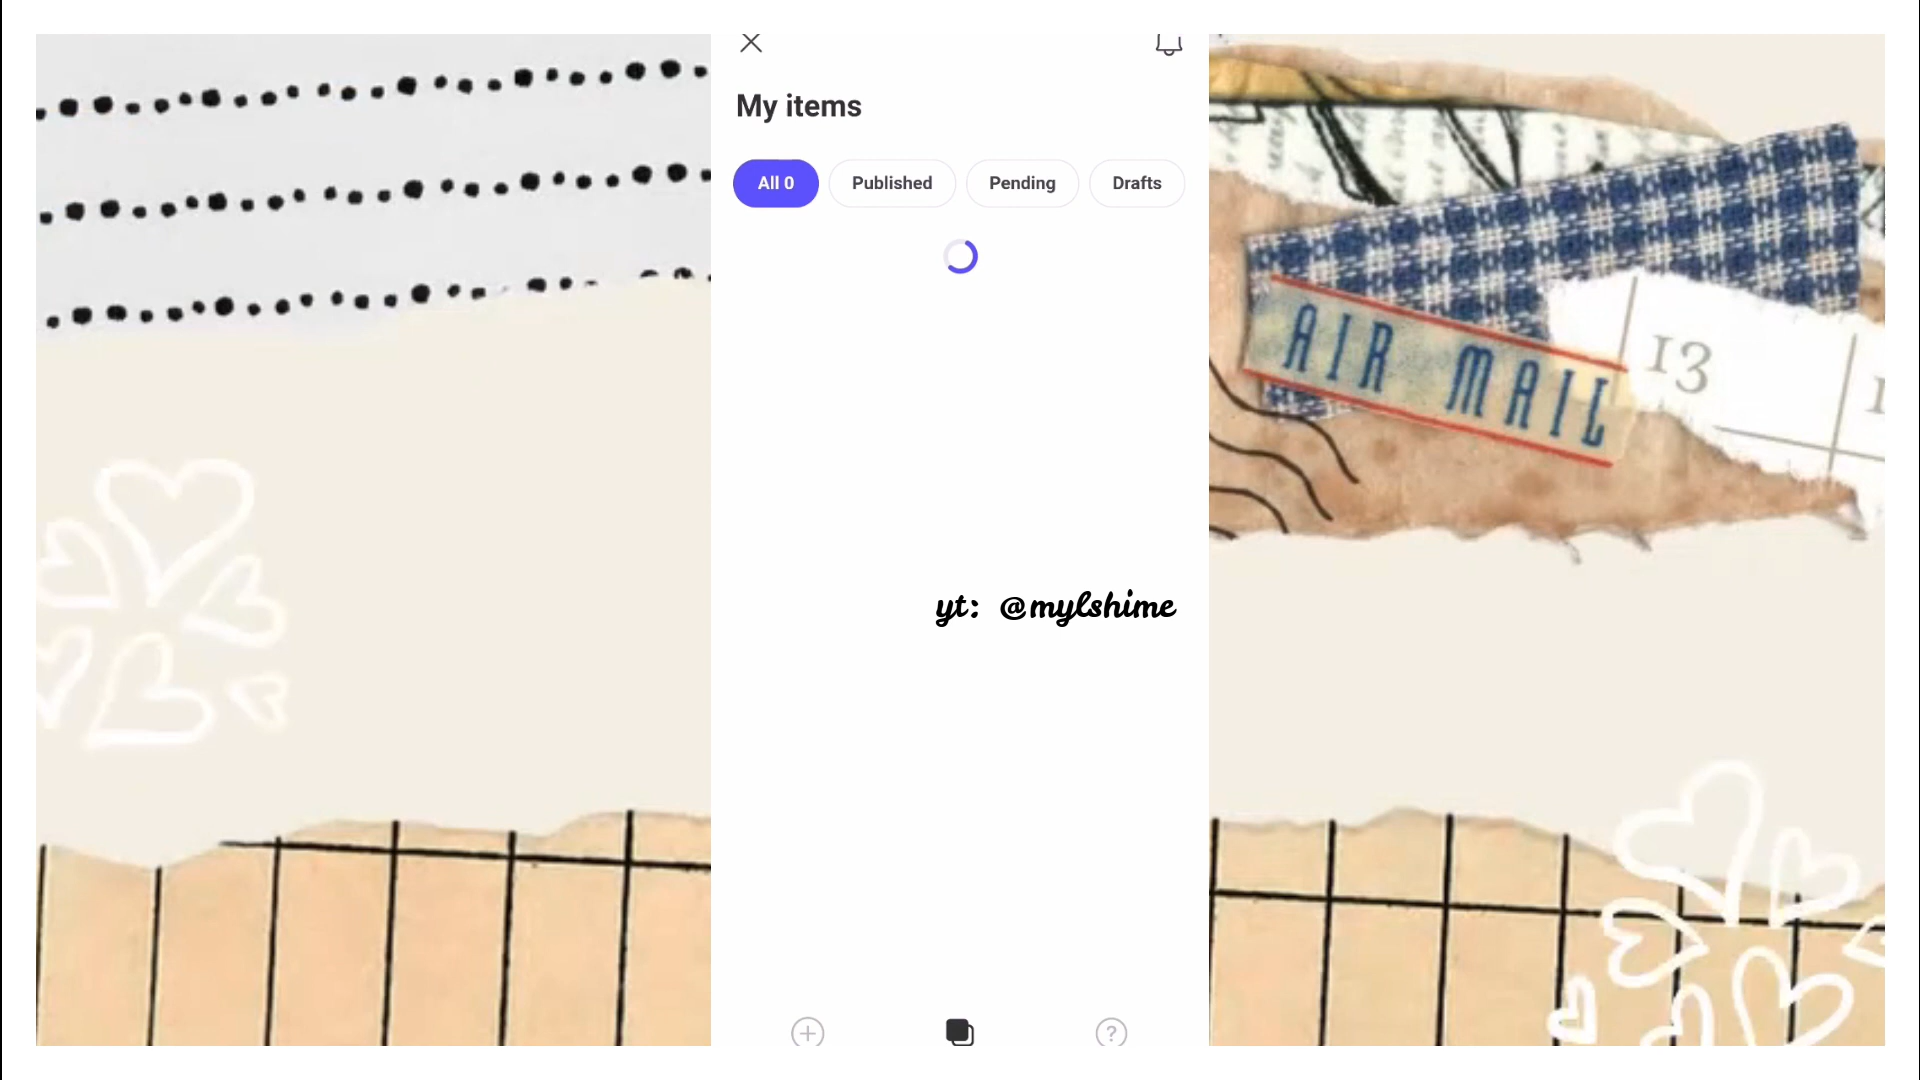 My items
All 0
Published
Pending
Drafts
AIR MAIL
13
yt: @mylshime